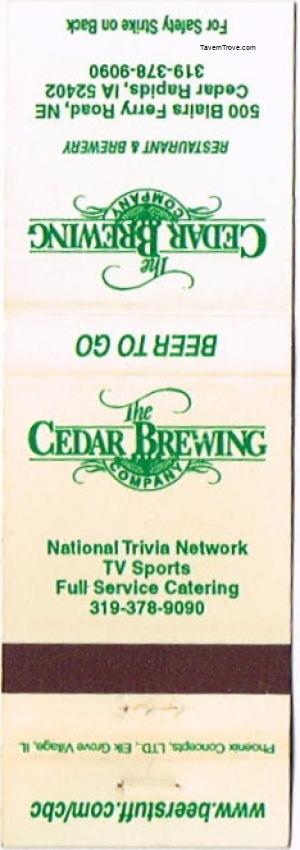 TavernTrove.com
For Safety Strike on Back
500 Blairs Ferry Road, NE
Cedar Rapids, IA 52402
319-378-9090
RESTAURANT & BREWERY
The
CEDAR BREWING
COMPANY
BEER TO GO
The
CEDAR BREWING
COMPANY
National Trivia Network
TV Sports
Full Service Catering
319-378-9090
Phoenix Concepts, LTD., Elk Grove Village, IL
www.beerstuff.com/cbc